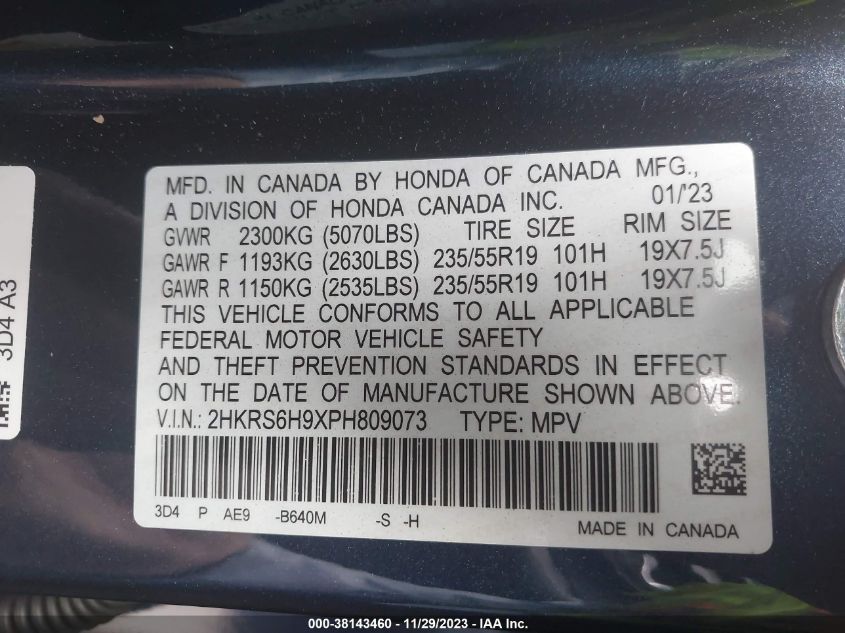 MFD. IN CANADA BY HONDA OF CANADA MFG.,
A DIVISION OF HONDA CANADA INC. 01/'23
GVWR 2300KG (5070LBS) TIRE SIZE RIM SIZE
GAWR F 1193KG (2630LBS) 235/55R19 101H 19X7.5J
GAWR R 1150KG (2535LBS) 235/55R19 101H 19X7.5J
THIS VEHICLE CONFORMS TO ALL APPLICABLE
FEDERAL MOTOR VEHICLE SAFETY
AND THEFT PREVENTION STANDARDS IN EFFECT
ON THE DATE OF MANUFACTURE SHOWN ABOVE.
V.I.N.: 2HKRS6H9XPH809073 TYPE: MPV
3D4 P AE9 -B640M -S -H
MADE IN CANADA
3D4 A3
000-38143460 - 11/29/2023 - IAA Inc.